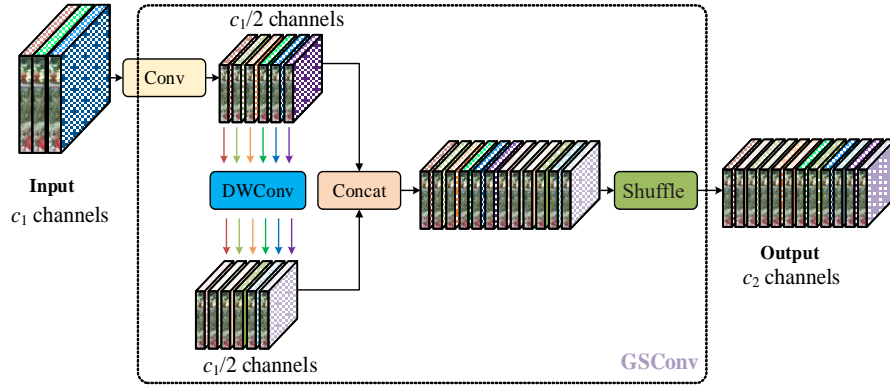 c₁/2 channels
Conv
Input
c₁ channels
DWConv
Concat
Shuffle
Output
c₂ channels
c₁/2 channels
GSConv